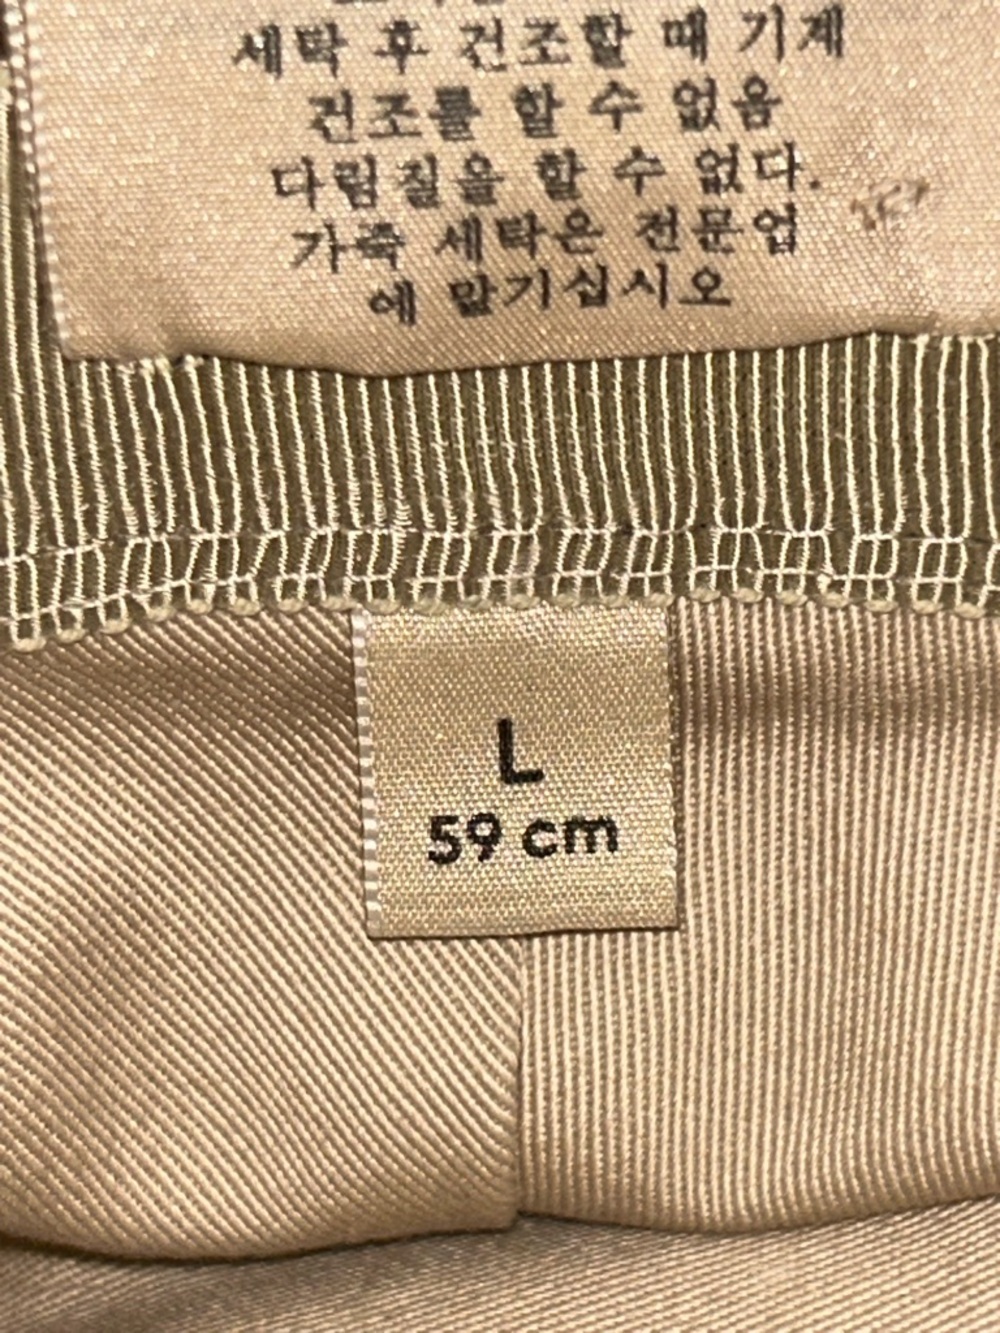 세탁 후 건조할 때 기계
건조를 할 수 없음
다림질을 할 수 없다.
가죽 세탁은 전문업
에 맡기십시오
L
59 cm